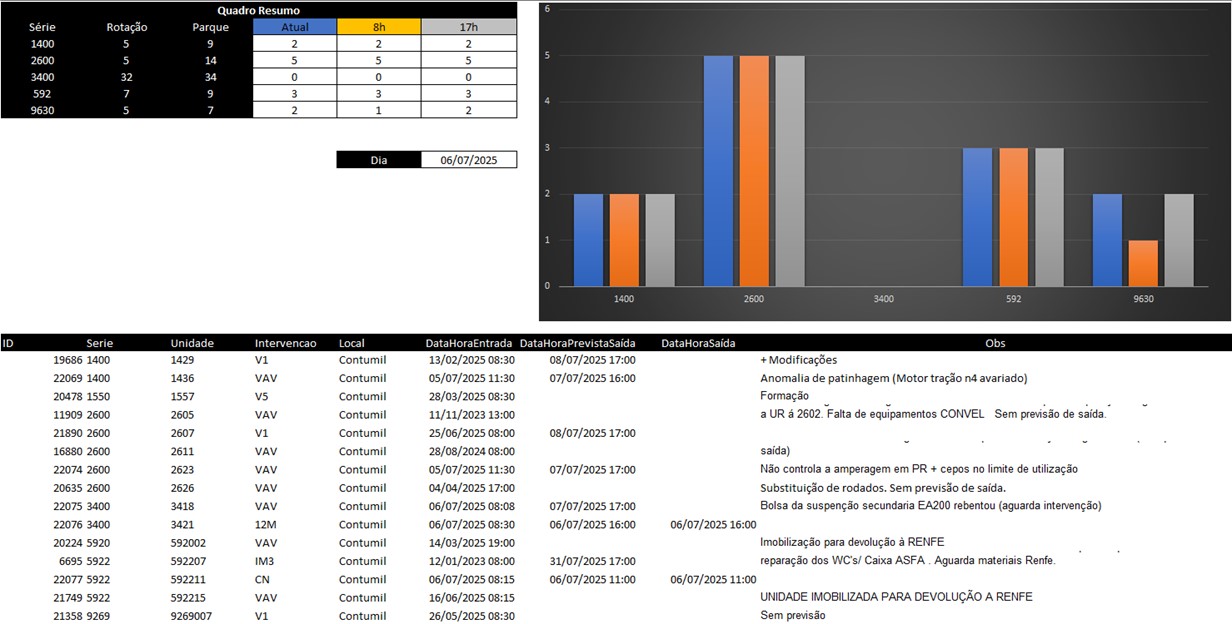 Quadro Resumo
Série Rotação Parque Atual 8h 17h
1400 5 9 2 2 2
2600 5 14 5 5 5
3400 32 34 0 0 0
592 7 9 3 3 3
9630 5 7 2 1 2
Dia 06/07/2025
6
5
4
3
2
1
0
1400 2600 3400 592 9630
ID Serie Unidade Intervencao Local DataHoraEntrada DataHoraPrevistaSaída DataHoraSaída Obs
19686 1400 1429 V1 Contumil 13/02/2025 08:30 08/07/2025 17:00 + Modificações
22069 1400 1436 VAV Contumil 05/07/2025 11:30 07/07/2025 16:00 Anomalia de patinhagem (Motor tração n4 avariado)
20478 1550 1557 V5 Contumil 28/03/2025 08:30 Formação
11909 2600 2605 VAV Contumil 11/11/2023 13:00 a UR á 2602. Falta de equipamentos CONVEL Sem previsão de saída.
21890 2600 2607 V1 Contumil 25/06/2025 08:00 08/07/2025 17:00
16880 2600 2611 VAV Contumil 28/08/2024 08:00 saída)
22074 2600 2623 VAV Contumil 05/07/2025 11:30 07/07/2025 17:00 Não controla a amperagem em PR + cepos no limite de utilização
20635 2600 2626 VAV Contumil 04/04/2025 17:00 Substituição de rodados. Sem previsão de saída.
22075 3400 3418 VAV Contumil 06/07/2025 08:08 07/07/2025 17:00 Bolsa da suspenção secundaria EA200 rebentou (aguarda intervenção)
22076 3400 3421 12M Contumil 06/07/2025 08:30 06/07/2025 16:00 06/07/2025 16:00
20224 5920 592002 VAV Contumil 14/03/2025 19:00 Imobilização para devolução à RENFE
6695 5922 592207 IM3 Contumil 12/01/2023 08:00 31/07/2025 17:00 reparação dos WC's/ Caixa ASFA . Aguarda materiais Renfe.
22077 5922 592211 CN Contumil 06/07/2025 08:15 06/07/2025 11:00 06/07/2025 11:00
21749 5922 592215 VAV Contumil 16/06/2025 08:15 UNIDADE IMOBILIZADA PARA DEVOLUÇÃO A RENFE
21358 9269 9269007 V1 Contumil 26/05/2025 08:30 Sem previsão